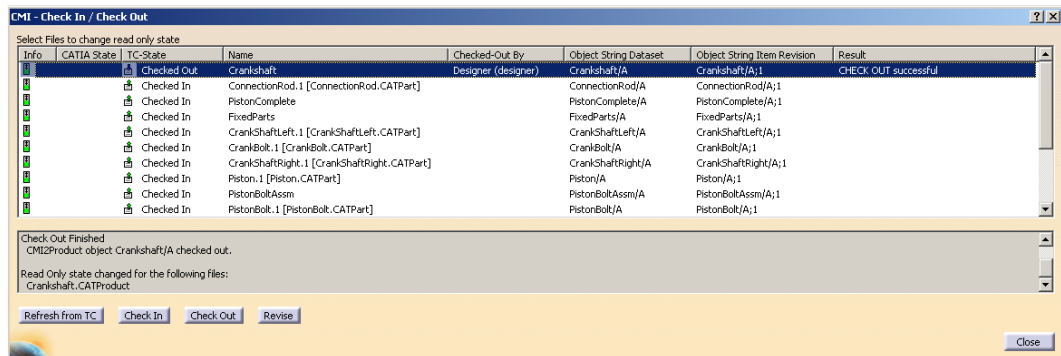 CMI - Check In / Check Out
Select Files to change read only state
Info CATIA State TC-State Name Checked-Out By Object String Dataset Object String Item Revision Result
Checked Out Crankshaft Designer (designer) Crankshaft/A Crankshaft/A;1 CHECK OUT successful
Checked In ConnectionRod.1 [ConnectionRod.CATPart] ConnectionRod/A ConnectionRod/A;1
Checked In PistonComplete PistonComplete/A PistonComplete/A;1
Checked In FixedParts FixedParts/A FixedParts/A;1
Checked In CrankShaftLeft.1 [CrankShaftLeft.CATPart] CrankShaftLeft/A CrankShaftLeft/A;1
Checked In CrankBolt.1 [CrankBolt.CATPart] CrankBolt/A CrankBolt/A;1
Checked In CrankShaftRight.1 [CrankShaftRight.CATPart] CrankShaftRight/A CrankShaftRight/A;1
Checked In Piston.1 [Piston.CATPart] Piston/A Piston/A;1
Checked In PistonBoltAssm PistonBoltAssm/A PistonBoltAssm/A;1
Checked In PistonBolt.1 [PistonBolt.CATPart] PistonBolt/A PistonBolt/A;1
Check Out Finished
CMI2Product object Crankshaft/A checked out.
Read Only state changed for the following files:
Crankshaft.CATProduct
Refresh from TC Check In Check Out Revise
Close